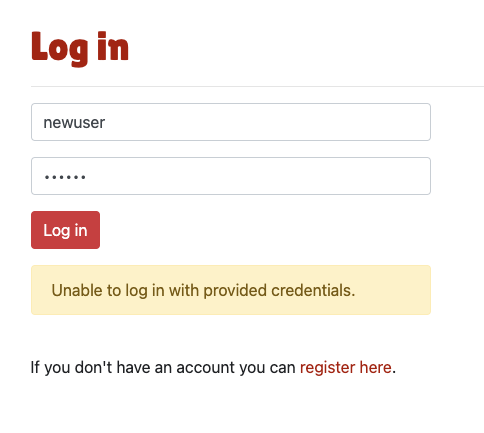 Log in
newuser
••••••
Log in
Unable to log in with provided credentials.
If you don't have an account you can register here.